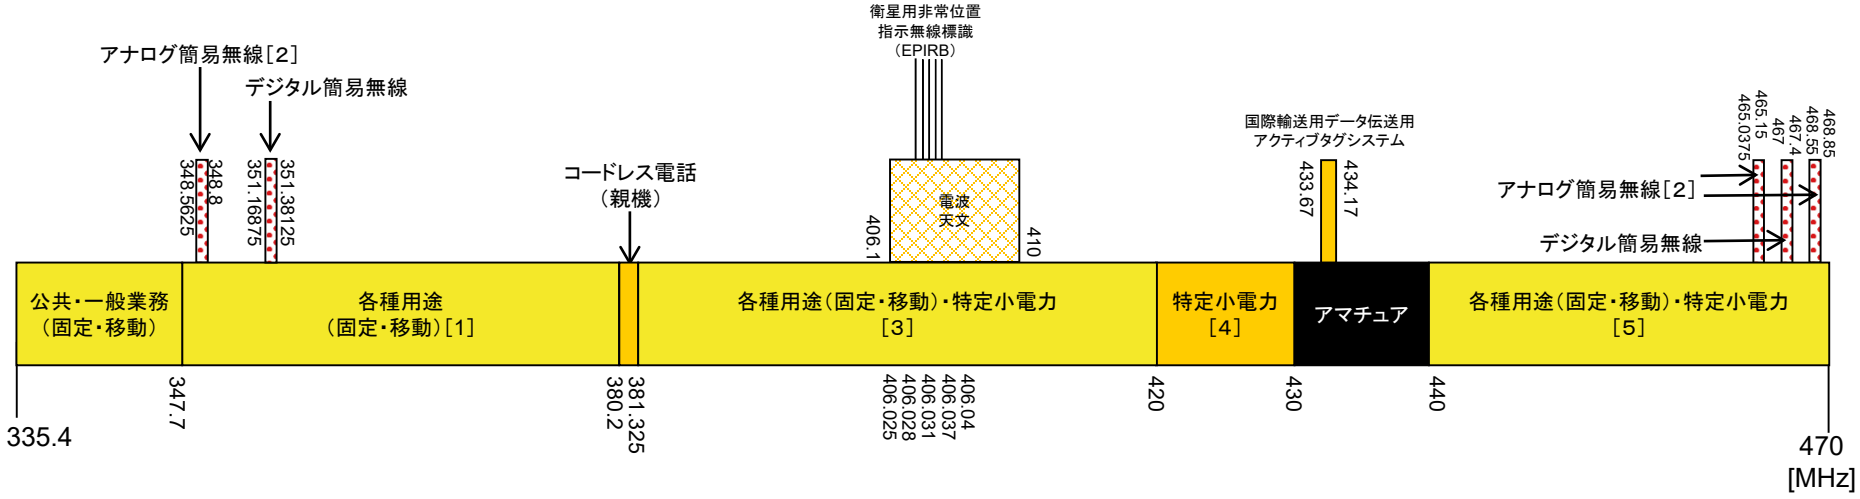 衛星用非常位置
指示無線標識
（EPIRB）
アナログ簡易無線［２］
デジタル簡易無線
国際輸送用データ伝送用
アクティブタグシステム
コードレス電話
（親機）
348.5625
348.8
351.16875
351.38125
406.1
電波
天文
410
433.67
434.17
465.0375
465.15
467
467.4
468.55
468.85
アナログ簡易無線［２］
デジタル簡易無線
公共・一般業務
（固定・移動）
各種用途
（固定・移動）［１］
各種用途（固定・移動）・特定小電力
［３］
特定小電力
［４］
アマチュア
各種用途（固定・移動）・特定小電力
［５］
335.4
347.7
380.2
381.325
406.025
406.028
406.031
406.037
406.04
420
430
440
470
[MHz]